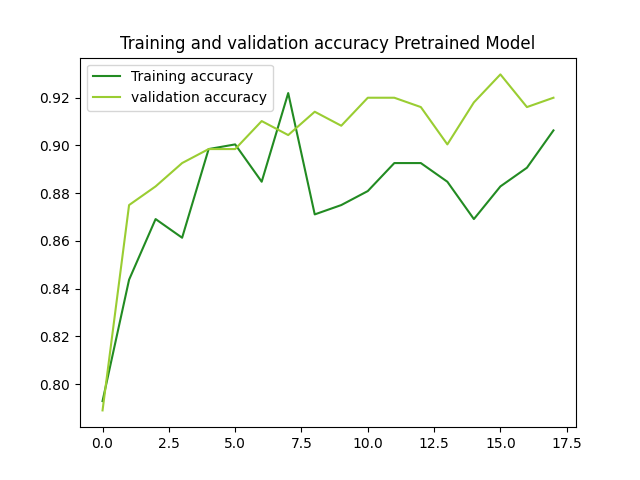 Training and validation accuracy Pretrained Model
Training accuracy
validation accuracy
0.92
0.90
0.88
0.86
0.84
0.82
0.80
0.0 2.5 5.0 7.5 10.0 12.5 15.0 17.5